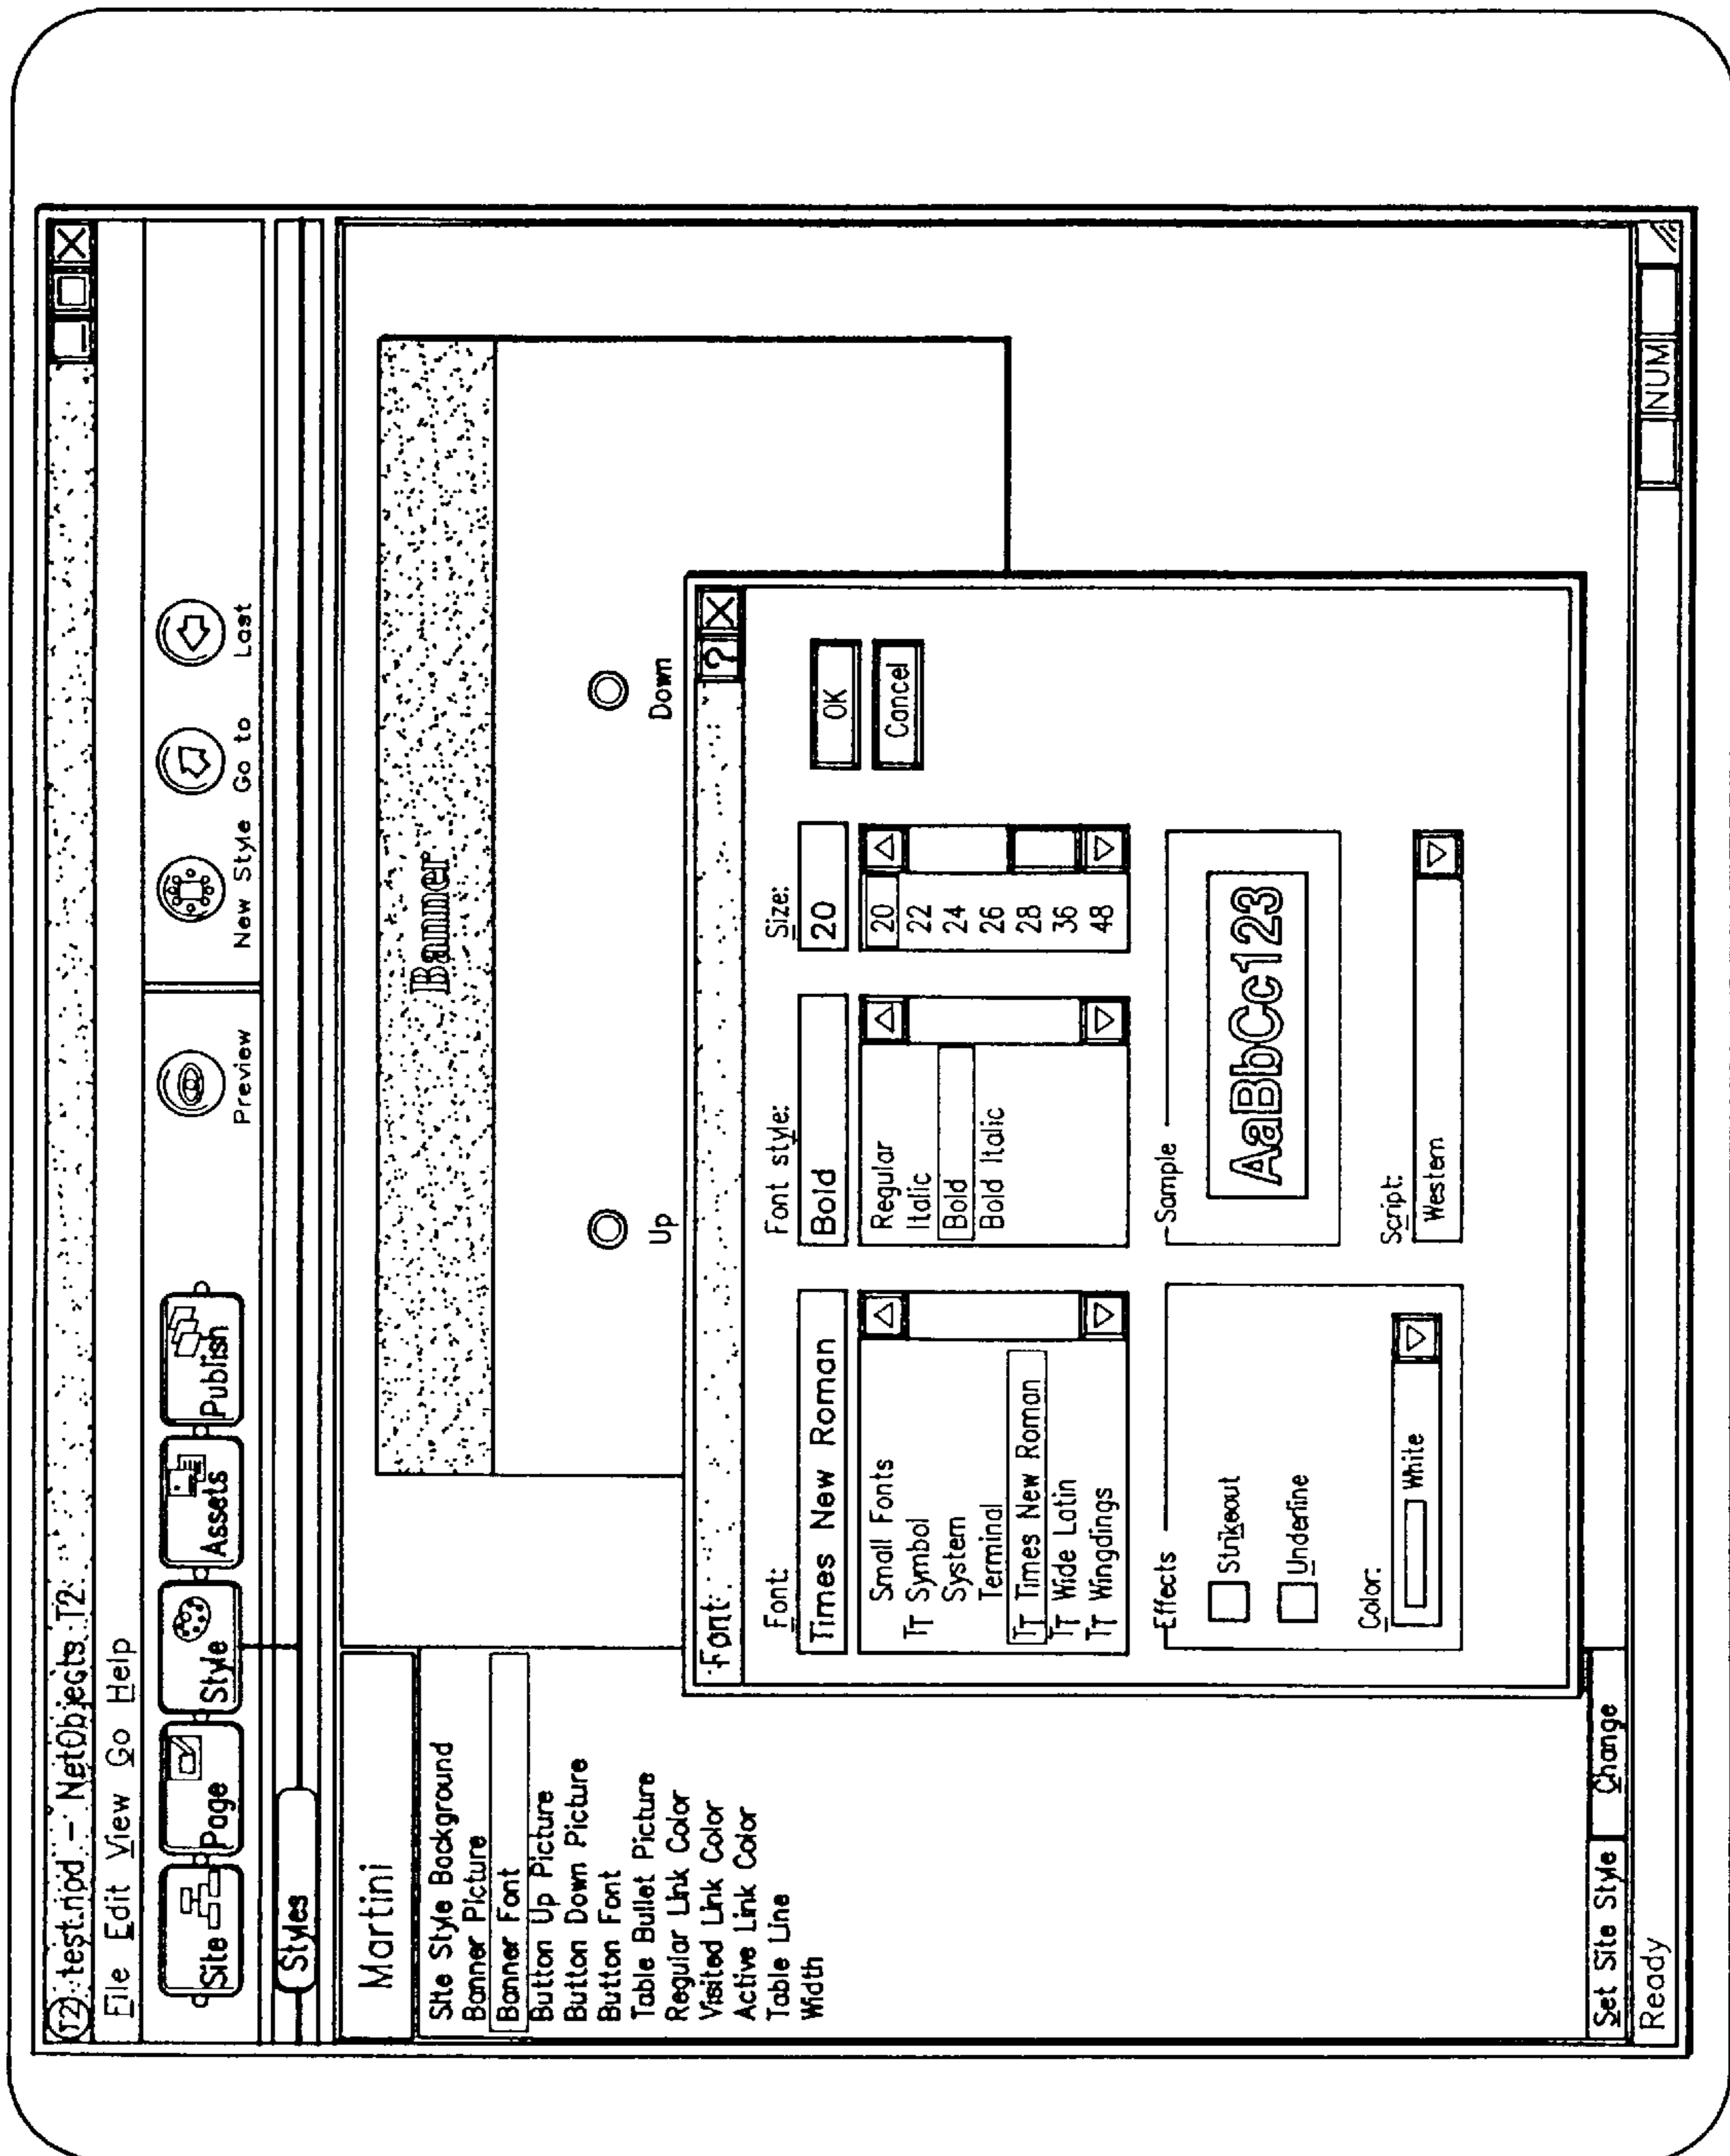 T2 test.npd - NetObjects T2
File Edit View Go Help
Site Page Style Assets Publish
Preview New Style Go to Last
Styles
Martini
Site Style Background
Banner Picture
Banner Font
Button Up Picture
Button Down Picture
Button Font
Table Bullet Picture
Regular Link Color
Visited Link Color
Active Link Color
Table Line
Width
Banner
Up Down
Font ? X
Font: Font style: Size:
Times New Roman Bold 20 OK
Cancel
Small Fonts
Tт Symbol
System
Terminal
Tт Times New Roman
Tт Wide Latin
Tт Wingdings
Regular
Italic
Bold
Bold Italic
20
22
24
26
28
36
48
Effects
Strikeout
Underline
Color:
White
Sample
AaBbCc123
Script:
Western
Set Site Style Change
Ready NUM